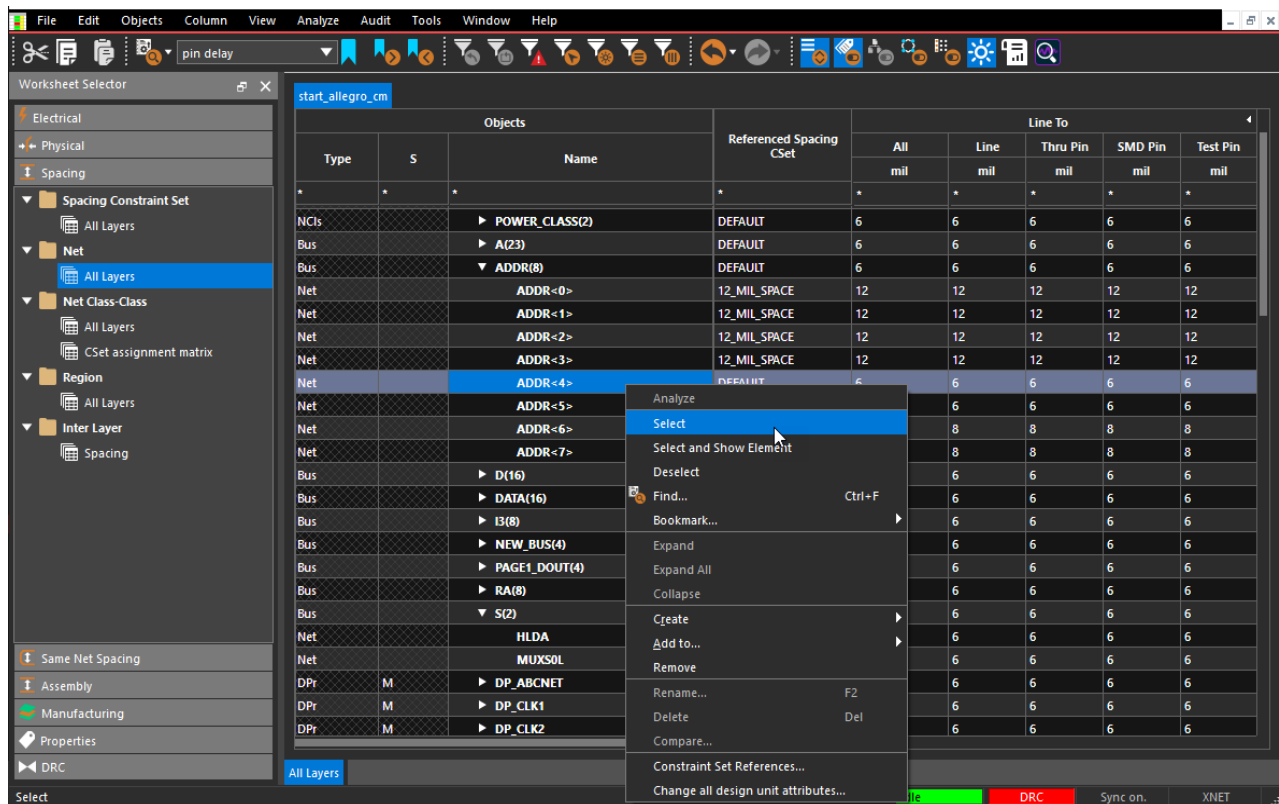 File Edit Objects Column View Analyze Audit Tools Window Help
pin delay
Worksheet Selector
Electrical
Physical
Spacing
Spacing Constraint Set
All Layers
Net
All Layers
Net Class-Class
All Layers
CSet assignment matrix
Region
All Layers
Inter Layer
Spacing
Same Net Spacing
Assembly
Manufacturing
Properties
DRC
start_allegro_cm
Objects Referenced Spacing CSet Line To
Type S Name All Line Thru Pin SMD Pin Test Pin
mil mil mil mil mil
* * * * * * * * *
NCls POWER_CLASS(2) DEFAULT 6 6 6 6 6
Bus A(23) DEFAULT 6 6 6 6 6
Bus ADDR(8) DEFAULT 6 6 6 6 6
Net ADDR<0> 12_MIL_SPACE 12 12 12 12 12
Net ADDR<1> 12_MIL_SPACE 12 12 12 12 12
Net ADDR<2> 12_MIL_SPACE 12 12 12 12 12
Net ADDR<3> 12_MIL_SPACE 12 12 12 12 12
Net ADDR<4> DEFAULT 6 6 6 6 6
Net ADDR<5> 6 6 6 6
Net ADDR<6> 8 8 8 8
Net ADDR<7> 8 8 8 8
Bus D(16) 6 6 6 6
Bus DATA(16) 6 6 6 6
Bus I3(8) 6 6 6 6
Bus NEW_BUS(4) 6 6 6 6
Bus PAGE1_DOUT(4) 6 6 6 6
Bus RA(8) 6 6 6 6
Bus S(2) 6 6 6 6
Net HLDA 6 6 6 6
Net MUXS0L 6 6 6 6
DPr M DP_ABCNET 6 6 6 6
DPr M DP_CLK1 6 6 6 6
DPr M DP_CLK2 6 6 6 6
Analyze
Select
Select and Show Element
Deselect
Find... Ctrl+F
Bookmark...
Expand
Expand All
Collapse
Create
Add to...
Remove
Rename... F2
Delete Del
Compare...
Constraint Set References...
Change all design unit attributes...
All Layers
Select DRC Sync on. XNET